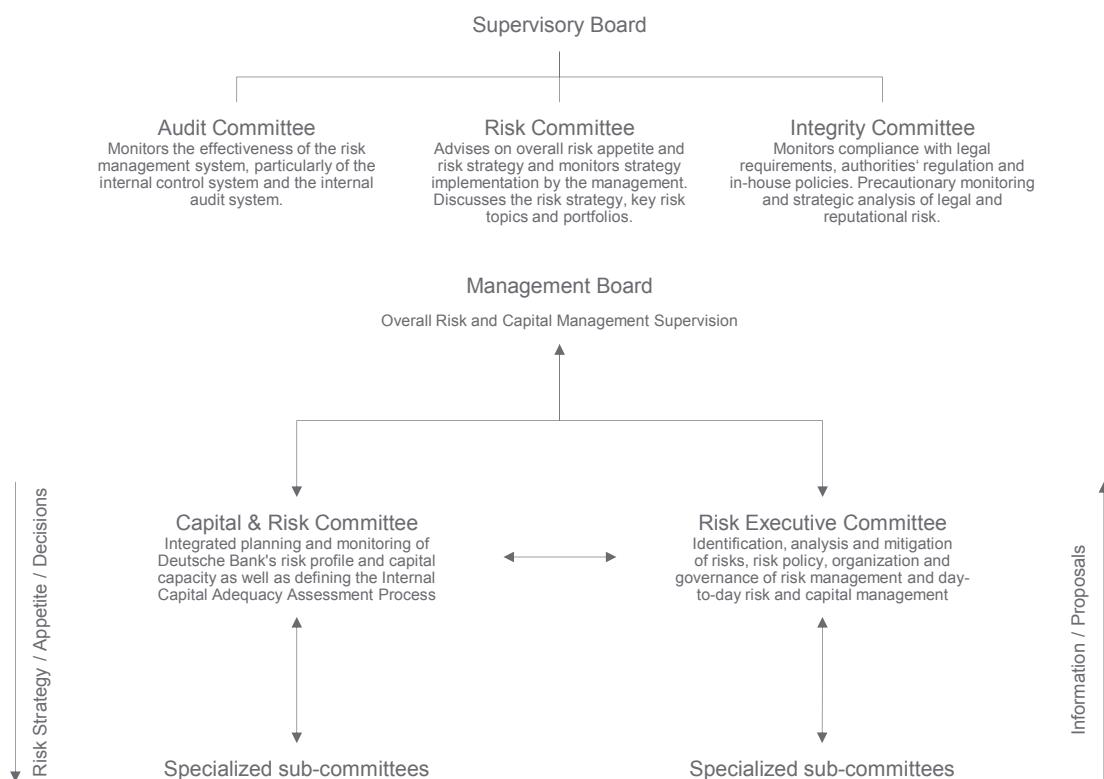 Supervisory Board
Audit Committee
Monitors the effectiveness of the risk
management system, particularly of the
internal control system and the internal
audit system.
Risk Committee
Advises on overall risk appetite and
risk strategy and monitors strategy
implementation by the management.
Discusses the risk strategy, key risk
topics and portfolios.
Integrity Committee
Monitors compliance with legal
requirements, authorities‘ regulation and
in-house policies. Precautionary monitoring
and strategic analysis of legal and
reputational risk.
Management Board
Overall Risk and Capital Management Supervision
Risk Strategy / Appetite / Decisions
Capital & Risk Committee
Integrated planning and monitoring of
Deutsche Bank's risk profile and capital
capacity as well as defining the Internal
Capital Adequacy Assessment Process
Risk Executive Committee
Identification, analysis and mitigation
of risks, risk policy, organization and
governance of risk management and day-
to-day risk and capital management
Information / Proposals
Specialized sub-committees
Specialized sub-committees